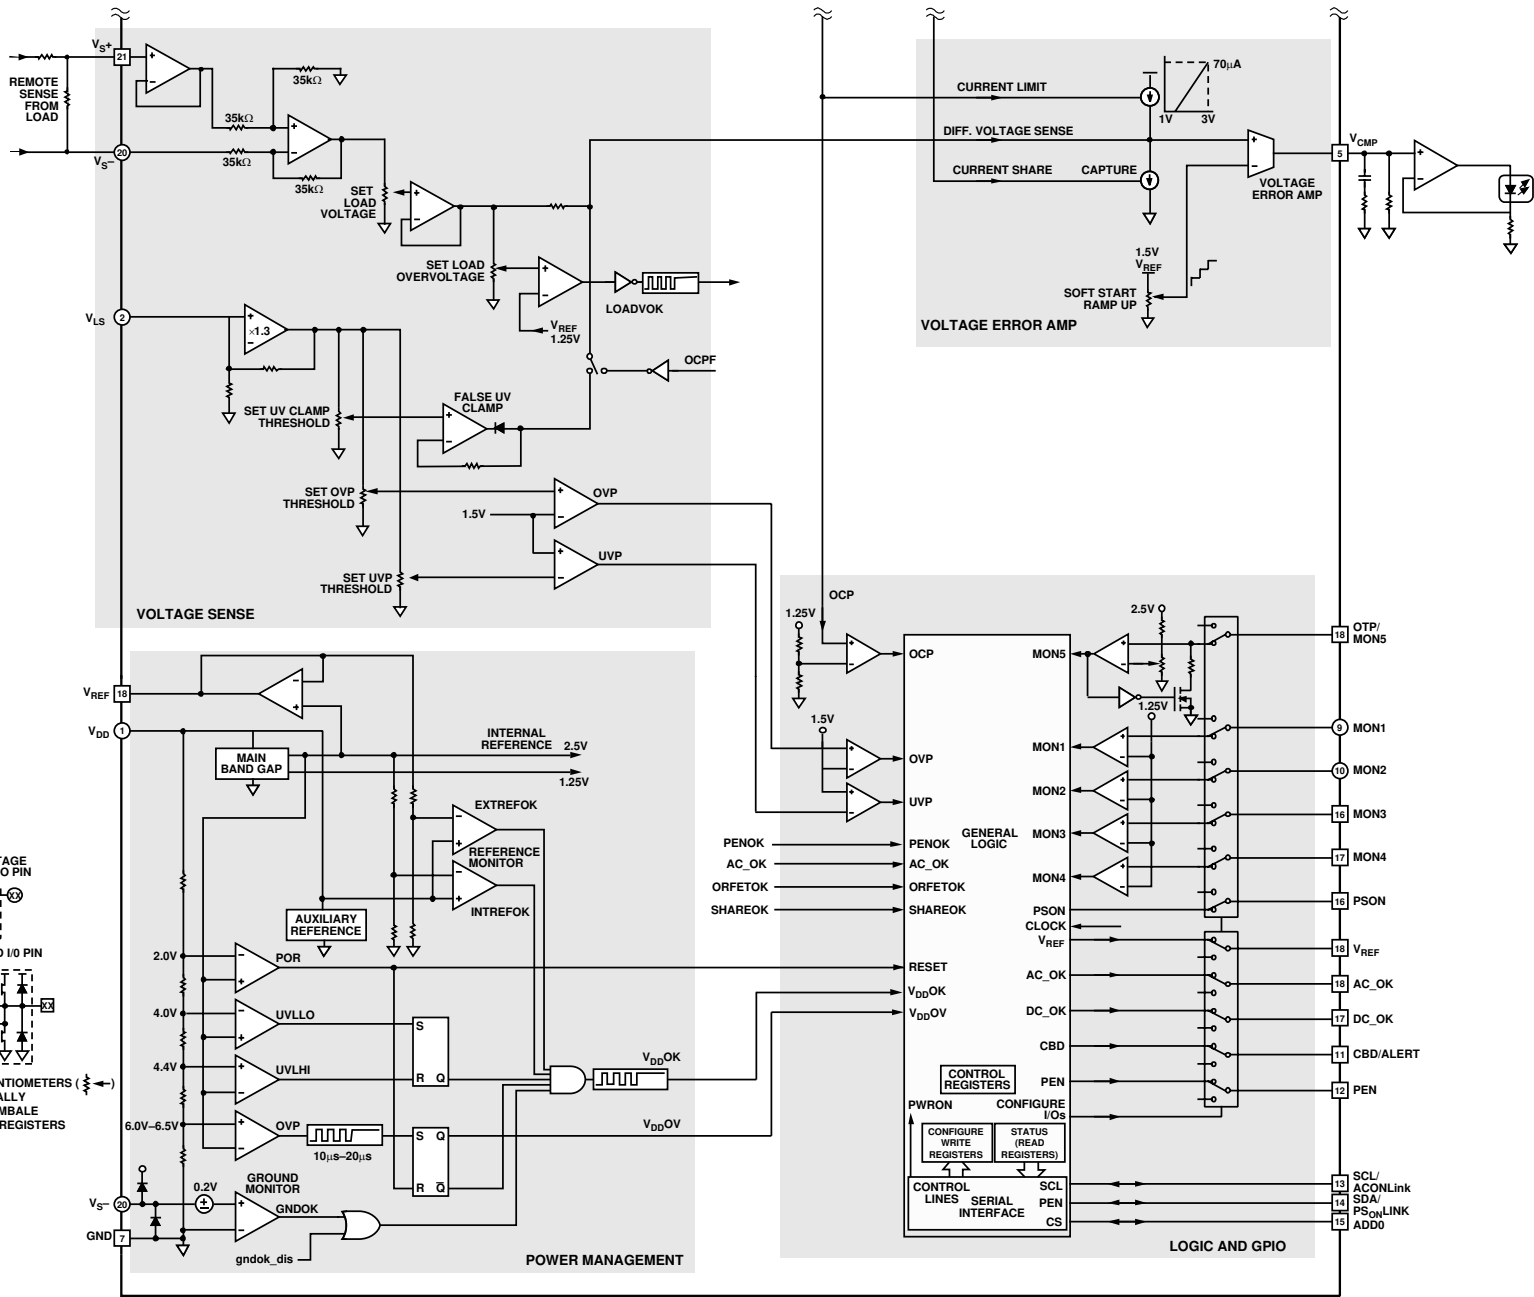 VS+
21
REMOTE
SENSE
FROM
LOAD
VS–
20
35kΩ
35kΩ
35kΩ
35kΩ
SET
LOAD
VOLTAGE
SET LOAD
OVERVOLTAGE
VREF
1.25V
LOADVOK
OCPF
VLS
2
×1.3
SET UV CLAMP
THRESHOLD
FALSE UV
CLAMP
SET OVP
THRESHOLD
1.5V
OVP
UVP
SET UVP
THRESHOLD
VOLTAGE SENSE
CURRENT LIMIT
70µA
1V
3V
DIFF. VOLTAGE SENSE
CURRENT SHARE
CAPTURE
VOLTAGE
ERROR AMP
1.5V
VREF
SOFT START
RAMP UP
VOLTAGE ERROR AMP
5
VCMP
VREF
18
VDD
1
MAIN
BAND GAP
INTERNAL
REFERENCE
2.5V
1.25V
EXTREFOK
REFERENCE
MONITOR
INTREFOK
AUXILIARY
REFERENCE
2.0V
POR
4.0V
UVLLO
4.4V
UVLHI
6.0V–6.5V
OVP
10µs–20µs
S
R
Q
S
Q
R
Q̅
VDDOK
VDDOV
VS–
20
0.2V
GROUND
MONITOR
GNDOK
GND
7
gndok_dis
POWER MANAGEMENT
TAGE
O PIN
XX
D I/0 PIN
XX
NTIOMETERS ( )
ALLY
MBALE
REGISTERS
OCP
1.25V
OCP
1.5V
OVP
UVP
PENOK
PENOK
AC_OK
AC_OK
ORFETOK
ORFETOK
SHAREOK
SHAREOK
RESET
VDDOK
VDDOV
GENERAL
LOGIC
MON5
MON1
MON2
MON3
MON4
PSON
CLOCK
VREF
AC_OK
DC_OK
CBD
PEN
CONTROL
REGISTERS
PWRON
CONFIGURE
I/Os
CONFIGURE
WRITE
REGISTERS
STATUS
(READ
REGISTERS)
CONTROL
LINES
SERIAL
INTERFACE
SCL
PEN
CS
2.5V
1.25V
18
OTP/
MON5
9
MON1
10
MON2
16
MON3
17
MON4
16
PSON
18
VREF
18
AC_OK
17
DC_OK
11
CBD/ALERT
12
PEN
13
SCL/
ACONLink
14
SDA/
PSONLINK
15
ADD0
LOGIC AND GPIO